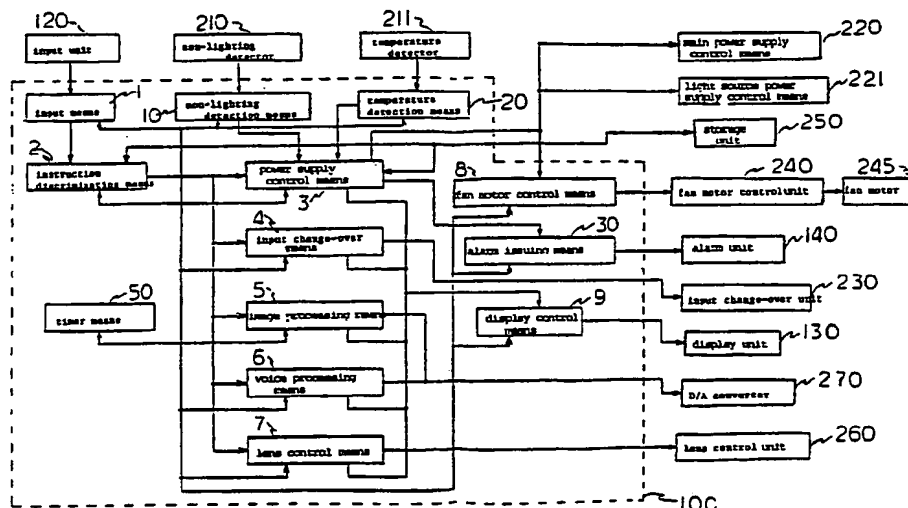 120
input unit
210
non-lighting
detector
211
temperature
detector
220
main power supply
control means
1
input means
10
non-lighting
detection means
temperature
detection means
20
light source power
supply control means
221
storage
unit
250
2
instruction
discriminating means
power supply
control means
3
8
fan motor control means
240
fan motor controlunit
245
fan motor
4
input change-over
means
30
alarm issuing means
alarm unit
140
50
timer means
5
image processing means
9
display control
means
input change-over unit
230
display unit
130
6
voice processing
means
D/A converter
270
7
lens control means
lens control unit
260
100